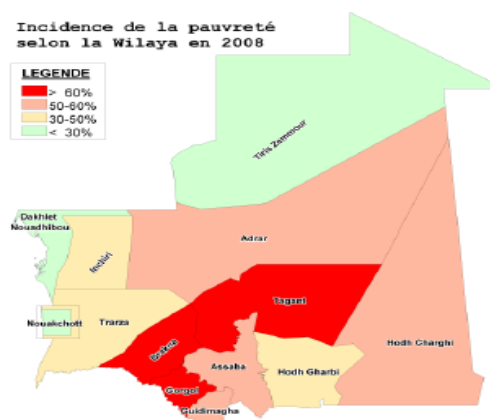 Incidence de la pauvreté
selon la Wilaya en 2008
LEGENDE
> 60%
50-60%
30-50%
< 30%
Tiris Zemmour
Dakhlet
Nouadhibou
Inchiri
Adrar
Nouakchott
Trarza
Tagant
Brakna
Hodh Charghi
Assaba
Hodh Gharbi
Gorgol
Guidimagha